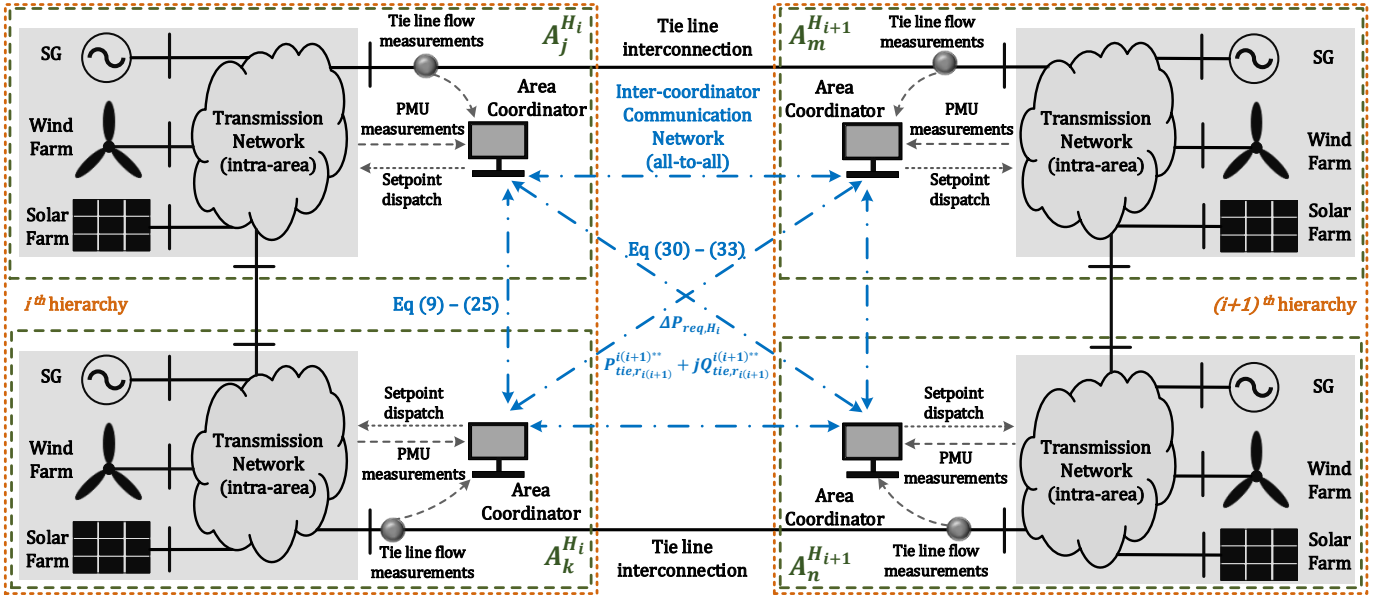 SG
Wind
Farm
Solar
Farm
Transmission
Network
(intra-area)
Tie line flow
measurements
A_j^{H_i}
PMU
measurements
Setpoint
dispatch
Area
Coordinator
Tie line
interconnection
Inter-coordinator
Communication
Network
(all-to-all)
A_m^{H_{i+1}}
Tie line flow
measurements
Area
Coordinator
PMU
measurements
Setpoint
dispatch
Transmission
Network
(intra-area)
SG
Wind
Farm
Solar
Farm
i^{th} hierarchy
Eq (9) – (25)
Eq (30) – (33)
ΔP_{req,H_i}
P_{tie,r_{i(i+1)}}^{i(i+1)**} + jQ_{tie,r_{i(i+1)}}^{i(i+1)**}
(i+1)^{th} hierarchy
SG
Wind
Farm
Solar
Farm
Transmission
Network
(intra-area)
Setpoint
dispatch
PMU
measurements
Area
Coordinator
Tie line flow
measurements
A_k^{H_i}
Tie line
interconnection
Setpoint
dispatch
PMU
measurements
Area
Coordinator
A_n^{H_{i+1}}
Tie line flow
measurements
Transmission
Network
(intra-area)
SG
Wind
Farm
Solar
Farm